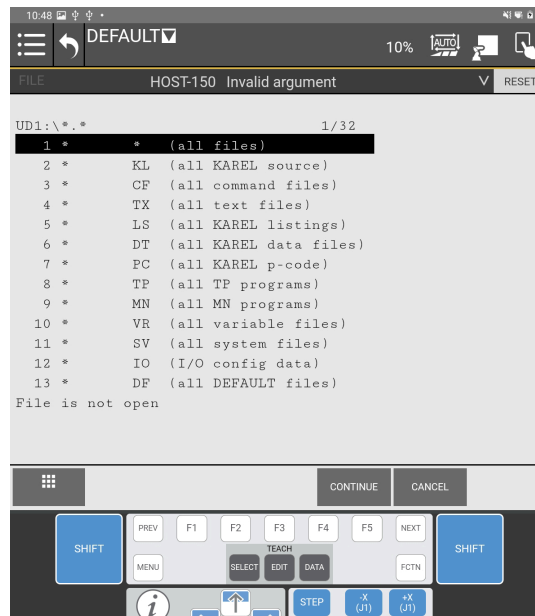 10:48
DEFAULT
10%
AUTO
FILE HOST-150 Invalid argument RESET
UD1:\*.* 1/32
1 * * (all files)
2 * KL (all KAREL source)
3 * CF (all command files)
4 * TX (all text files)
5 * LS (all KAREL listings)
6 * DT (all KAREL data files)
7 * PC (all KAREL p-code)
8 * TP (all TP programs)
9 * MN (all MN programs)
10 * VR (all variable files)
11 * SV (all system files)
12 * IO (I/O config data)
13 * DF (all DEFAULT files)
File is not open
CONTINUE CANCEL
PREV F1 F2 F3 F4 F5 NEXT
SHIFT TEACH SHIFT
MENU SELECT EDIT DATA FCTN
i STEP -X (J1) +X (J1)